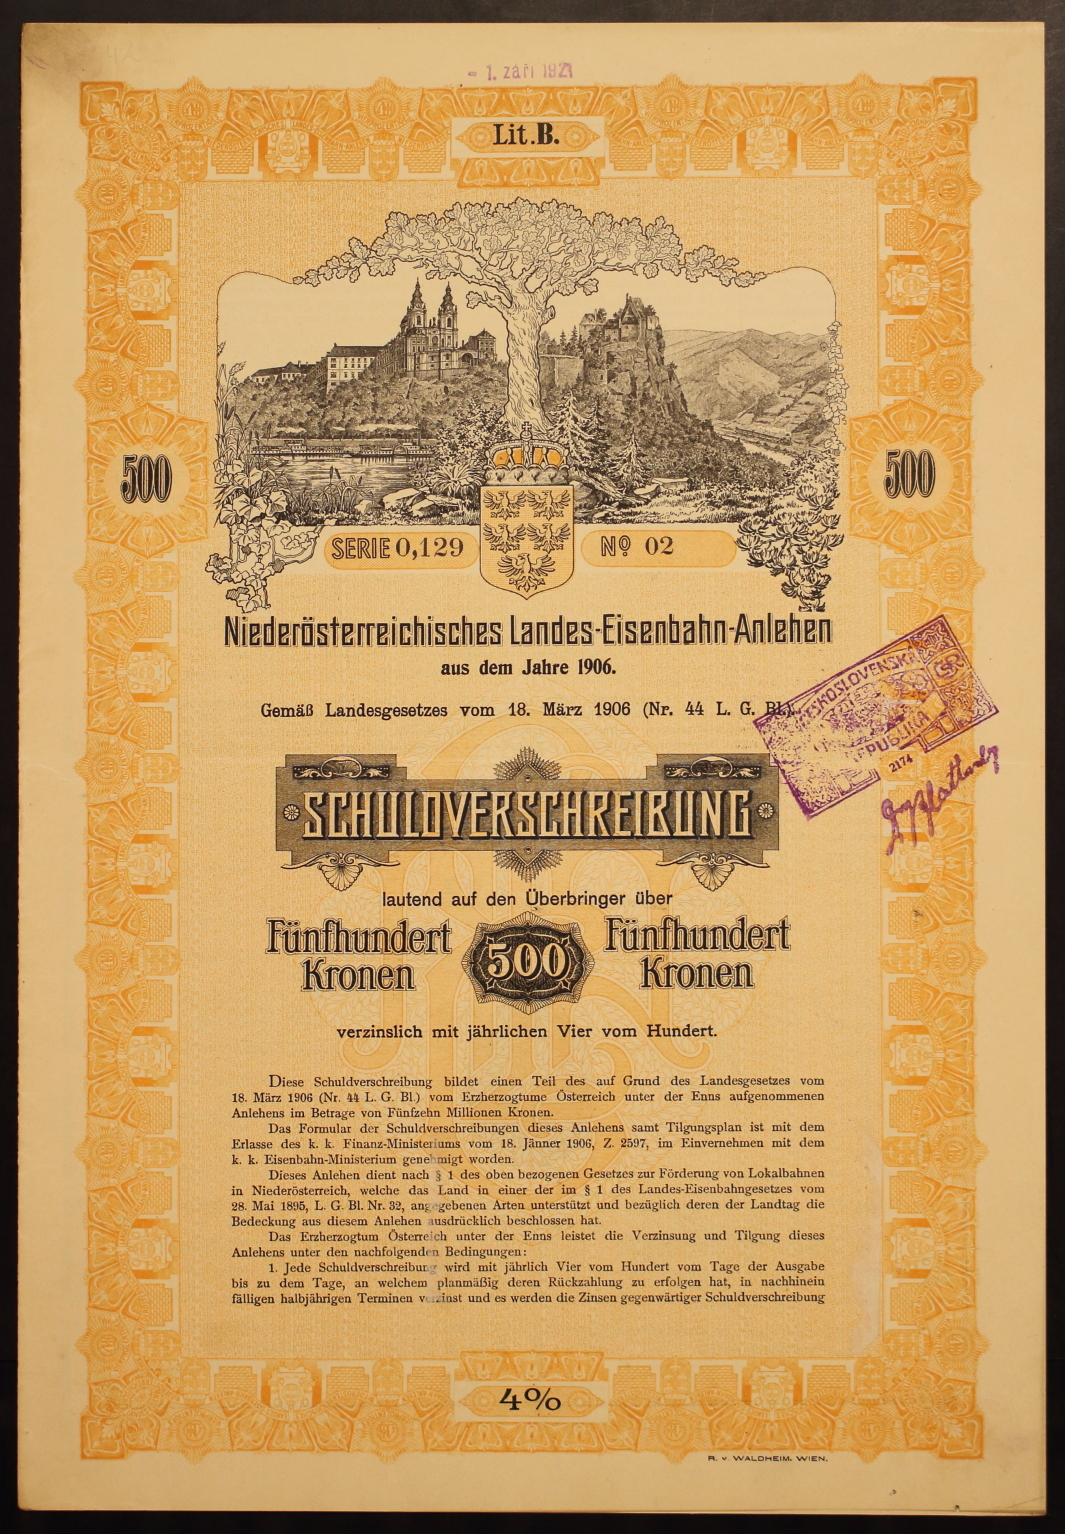 - 1. září 1921
Lit.B.
500
500
SERIE 0,129
No 02
Niederösterreichisches Landes-Eisenbahn-Anlehen
aus dem Jahre 1906.
Gemäß Landesgesetzes vom 18. März 1906 (Nr. 44 L. G. Bl.).
ČESKOSLOVENSKÁ
REPUBLIKA
2174
SCHULDVERSCHREIBUNG
lautend auf den Überbringer über
Fünfhundert Kronen
500
Fünfhundert Kronen
verzinslich mit jährlichen Vier vom Hundert.
Diese Schuldverschreibung bildet einen Teil des auf Grund des Landesgesetzes vom
18. März 1906 (Nr. 44 L. G. Bl.) vom Erzherzogtume Österreich unter der Enns aufgenommenen
Anlehens im Betrage von Fünfzehn Millionen Kronen.
Das Formular der Schuldverschreibungen dieses Anlehens samt Tilgungsplan ist mit dem
Erlasse des k. k. Finanz-Ministeriums vom 18. Jänner 1906, Z. 2597, im Einvernehmen mit dem
k. k. Eisenbahn-Ministerium genehmigt worden.
Dieses Anlehen dient nach § 1 des oben bezogenen Gesetzes zur Förderung von Lokalbahnen
in Niederösterreich, welche das Land in einer der im § 1 des Landes-Eisenbahngesetzes vom
28. Mai 1895, L. G. Bl. Nr. 32, angegebenen Arten unterstützt und bezüglich deren der Landtag die
Bedeckung aus diesem Anlehen ausdrücklich beschlossen hat.
Das Erzherzogtum Österreich unter der Enns leistet die Verzinsung und Tilgung dieses
Anlehens unter den nachfolgenden Bedingungen:
1. Jede Schuldverschreibung wird mit jährlich Vier vom Hundert vom Tage der Ausgabe
bis zu dem Tage, an welchem planmäßig deren Rückzahlung zu erfolgen hat, in nachhinein
fälligen halbjährigen Terminen verzinst und es werden die Zinsen gegenwärtiger Schuldverschreibung
4%
R. v. WALDHEIM. WIEN.